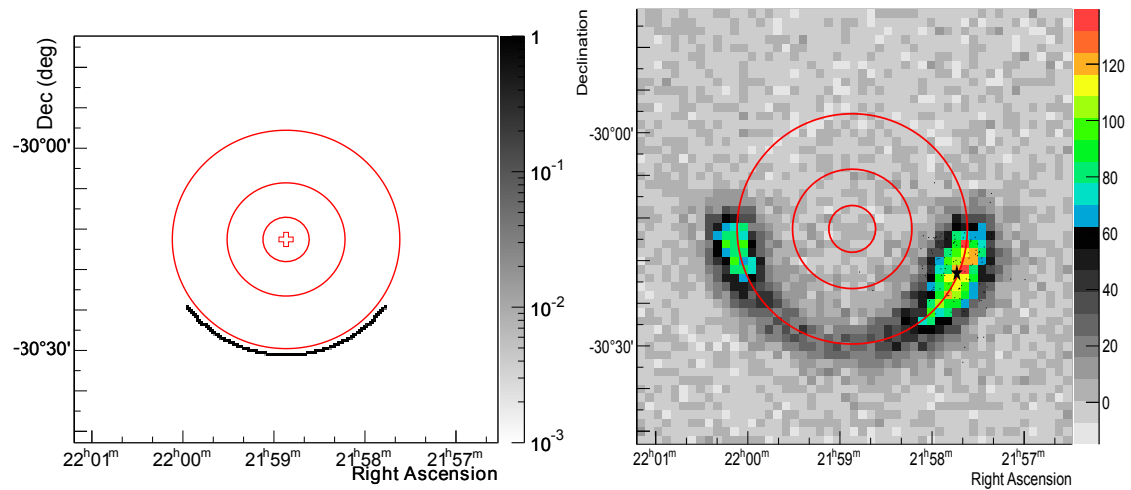 Dec (deg)
-30°00'
-30°30'
22h01m 22h00m 21h59m 21h58m 21h57m
Right Ascension
1
10-1
10-2
10-3
Declination
-30°00'
-30°30'
22h01m 22h00m 21h59m 21h58m 21h57m
Right Ascension
120
100
80
60
40
20
0